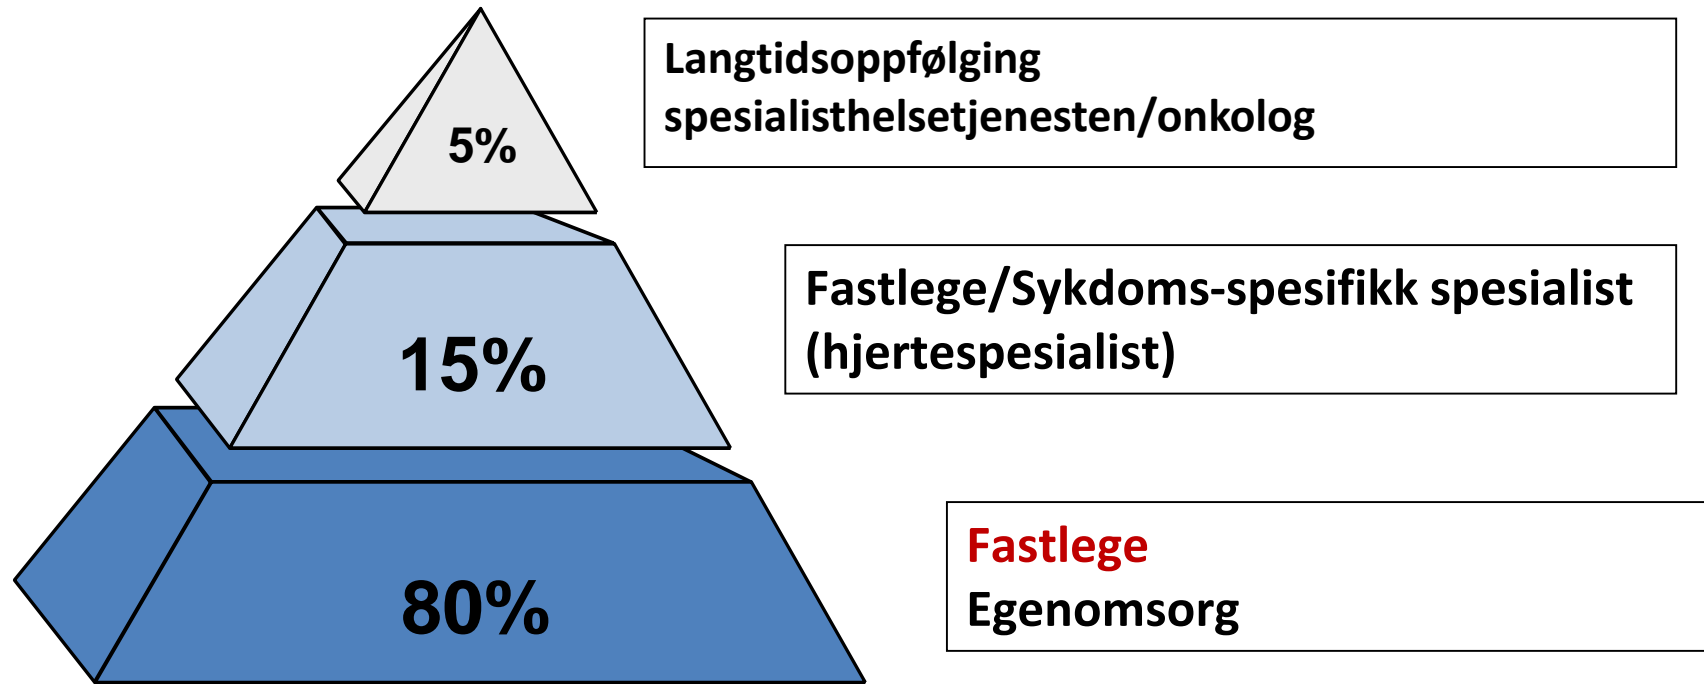 5%
Langtidsoppfølging
spesialisthelsetjenesten/onkolog
15%
Fastlege/Sykdoms-spesifikk spesialist
(hjertespesialist)
80%
Fastlege
Egenomsorg